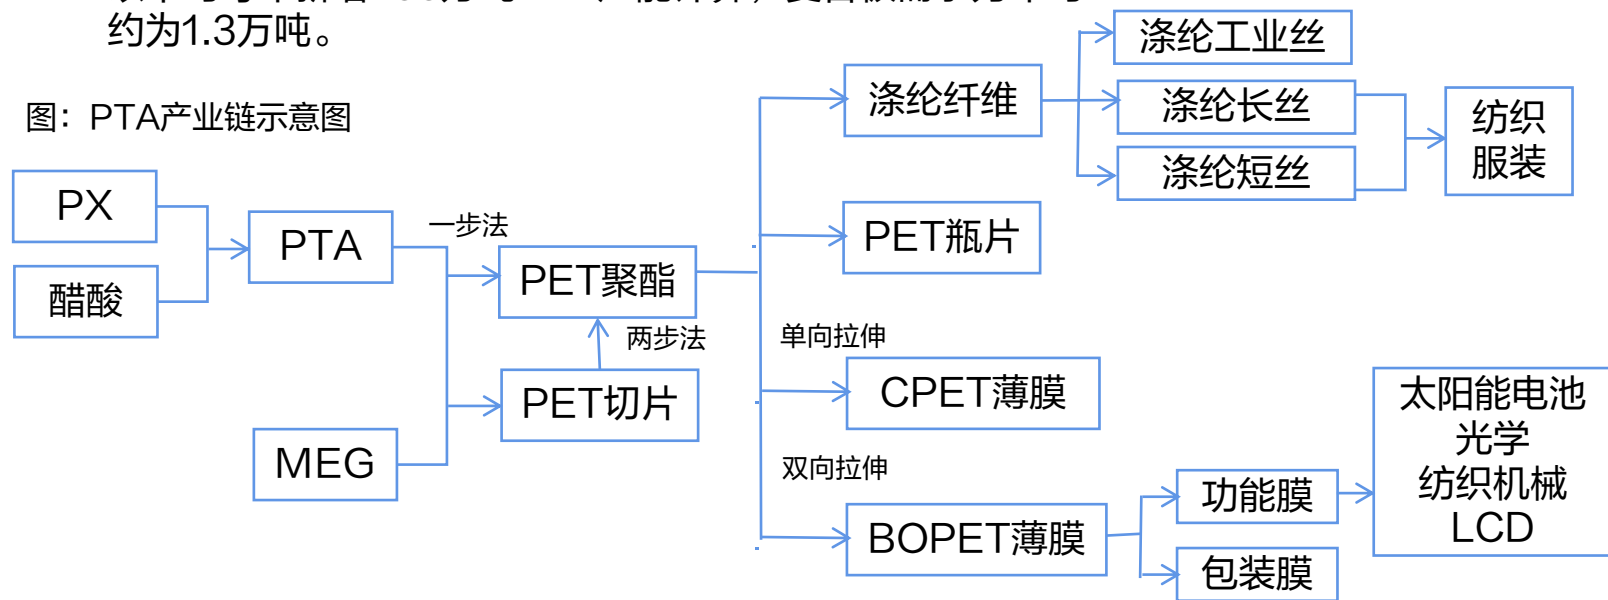 约为1.3万吨。
图：PTA产业链示意图
PX
醋酸
PTA
MEG
一步法
PET聚酯
两步法
PET切片
涤纶纤维
涤纶工业丝
涤纶长丝
涤纶短丝
纺织
服装
PET瓶片
单向拉伸
CPET薄膜
双向拉伸
BOPET薄膜
功能膜
包装膜
太阳能电池
光学
纺织机械
LCD